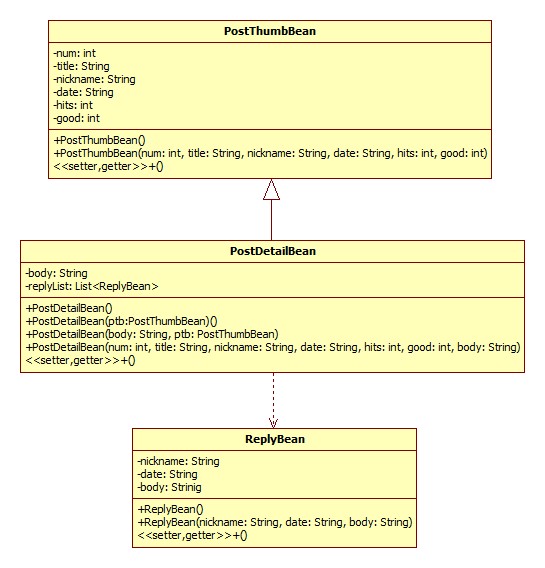 PostThumbBean
-num: int
-title: String
-nickname: String
-date: String
-hits: int
-good: int
+PostThumbBean()
+PostThumbBean(num: int, title: String, nickname: String, date: String, hits: int, good: int)
<<setter,getter>>+()
PostDetailBean
-body: String
-replyList: List<ReplyBean>
+PostDetailBean()
+PostDetailBean(ptb:PostThumbBean)()
+PostDetailBean(body: String, ptb: PostThumbBean)
+PostDetailBean(num: int, title: String, nickname: String, date: String, hits: int, good: int, body: String)
<<setter,getter>>+()
ReplyBean
-nickname: String
-date: String
-body: Strinig
+ReplyBean()
+ReplyBean(nickname: String, date: String, body: String)
<<setter,getter>>+()